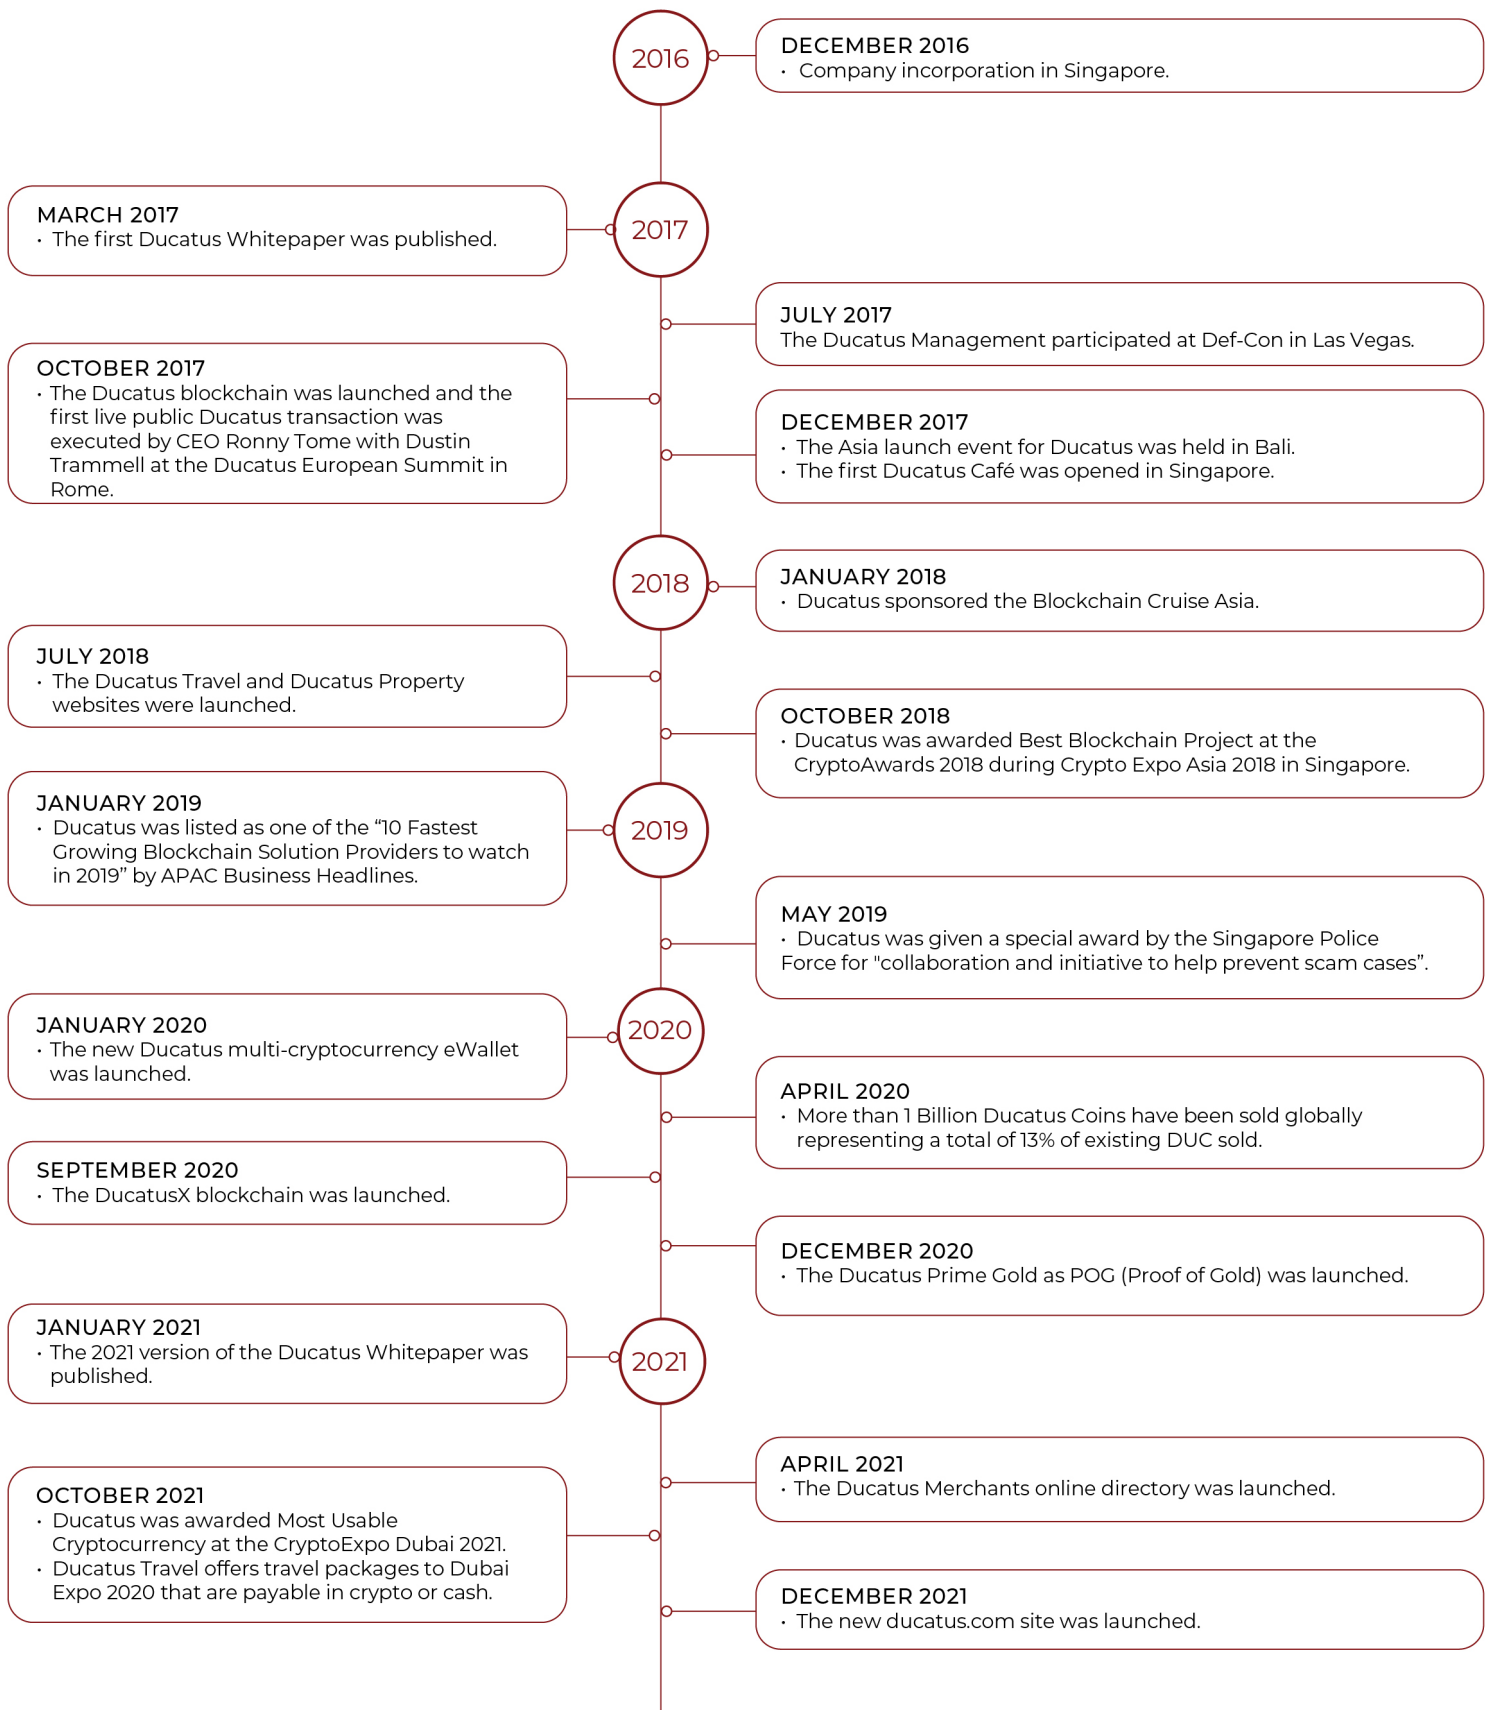 2016
DECEMBER 2016
• Company incorporation in Singapore.
2017
MARCH 2017
• The first Ducatus Whitepaper was published.
JULY 2017
The Ducatus Management participated at Def-Con in Las Vegas.
OCTOBER 2017
• The Ducatus blockchain was launched and the
first live public Ducatus transaction was
executed by CEO Ronny Tome with Dustin
Trammell at the Ducatus European Summit in
Rome.
DECEMBER 2017
• The Asia launch event for Ducatus was held in Bali.
• The first Ducatus Café was opened in Singapore.
2018
JANUARY 2018
• Ducatus sponsored the Blockchain Cruise Asia.
JULY 2018
• The Ducatus Travel and Ducatus Property
websites were launched.
OCTOBER 2018
• Ducatus was awarded Best Blockchain Project at the
CryptoAwards 2018 during Crypto Expo Asia 2018 in Singapore.
2019
JANUARY 2019
• Ducatus was listed as one of the “10 Fastest
Growing Blockchain Solution Providers to watch
in 2019” by APAC Business Headlines.
MAY 2019
• Ducatus was given a special award by the Singapore Police
Force for "collaboration and initiative to help prevent scam cases”.
2020
JANUARY 2020
• The new Ducatus multi-cryptocurrency eWallet
was launched.
APRIL 2020
• More than 1 Billion Ducatus Coins have been sold globally
representing a total of 13% of existing DUC sold.
SEPTEMBER 2020
• The DucatusX blockchain was launched.
DECEMBER 2020
• The Ducatus Prime Gold as POG (Proof of Gold) was launched.
2021
JANUARY 2021
• The 2021 version of the Ducatus Whitepaper was
published.
APRIL 2021
• The Ducatus Merchants online directory was launched.
OCTOBER 2021
• Ducatus was awarded Most Usable
Cryptocurrency at the CryptoExpo Dubai 2021.
• Ducatus Travel offers travel packages to Dubai
Expo 2020 that are payable in crypto or cash.
DECEMBER 2021
• The new ducatus.com site was launched.